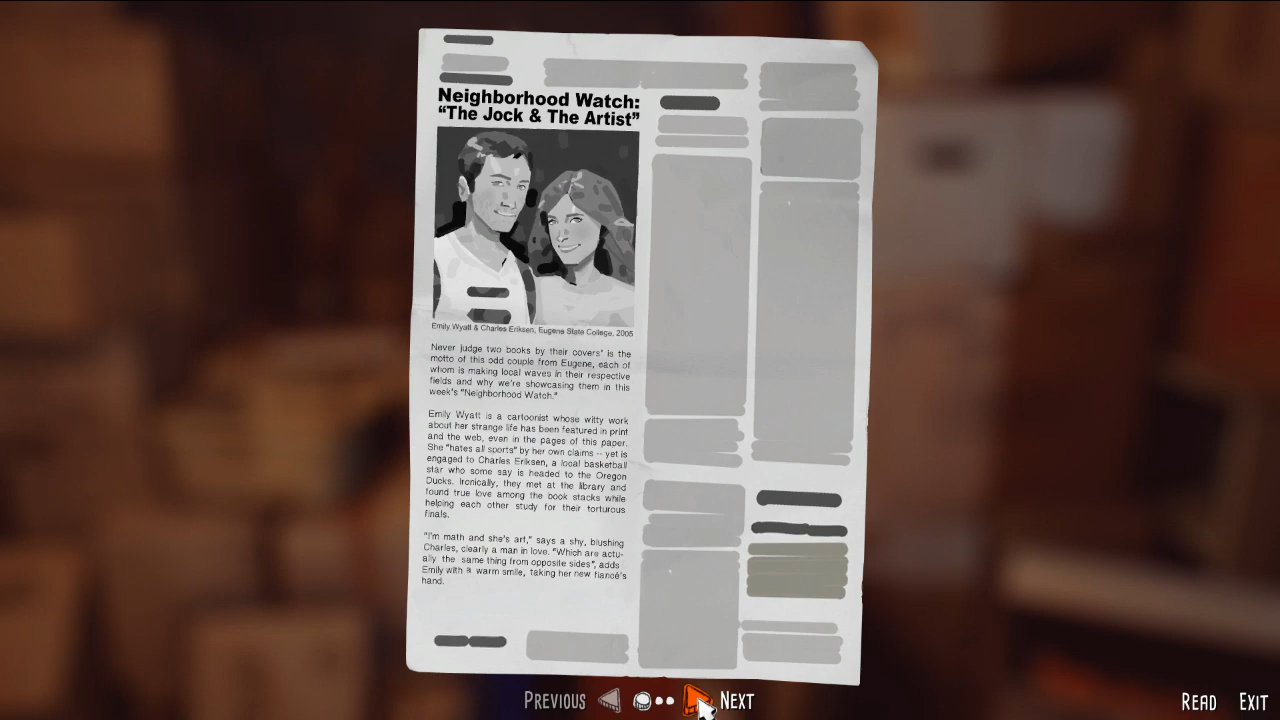 Neighborhood Watch:
“The Jock & The Artist”
Emily Wyatt & Charles Eriksen, Eugene State College, 2005
Never judge two books by their covers' is the
motto of this odd couple from Eugene, each of
whom is making local waves in their respective
fields and why we're showcasing them in this
week's "Neighborhood Watch."
Emily Wyatt is a cartoonist whose witty work
about her strange life has been featured in print
and the web, even in the pages of this paper.
She "hates all sports" by her own claims -- yet is
engaged to Charles Eriksen, a local basketball
star who some say is headed to the Oregon
Ducks. Ironically, they met at the library and
found true love among the book stacks while
helping each other study for their torturous
finals.
"I'm math and she's art," says a shy, blushing
Charles, clearly a man in love. "Which are actu-
ally the same thing from opposite sides", adds
Emily with a warm smile, taking her new fiancé's
hand.
PREVIOUS NEXT
READ EXIT